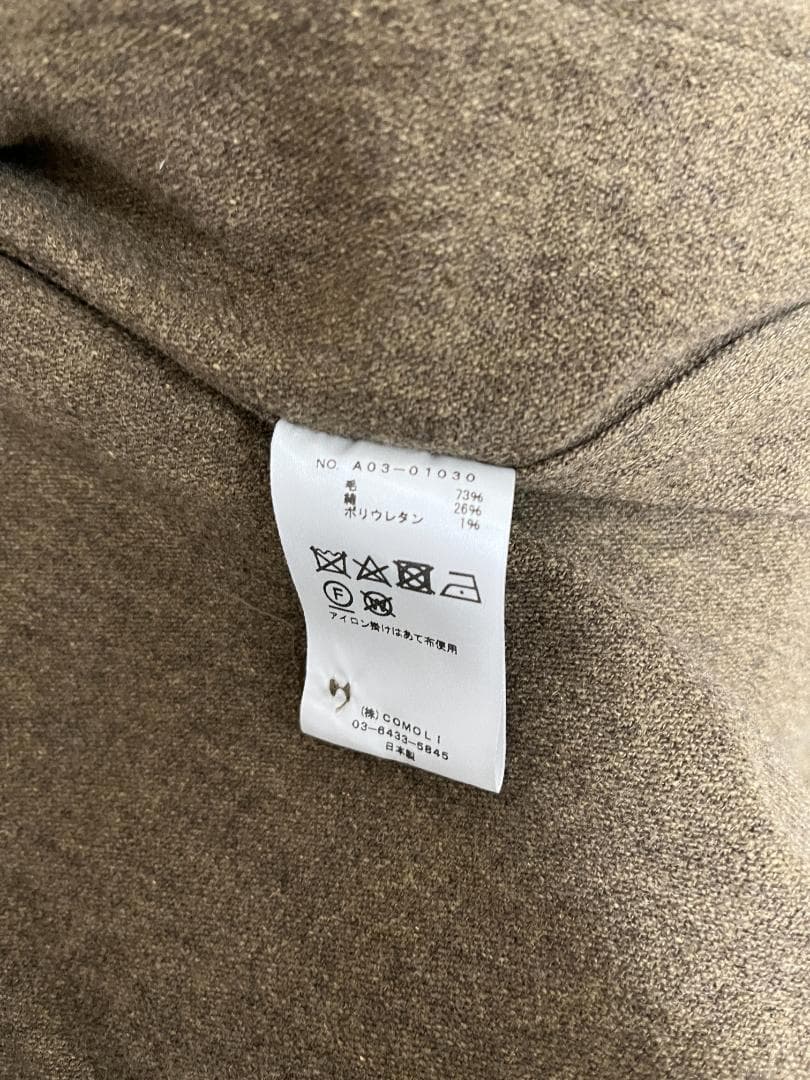 NO. A03-01030
毛 73%
綿 26%
ポリウレタン 1%
F
W
アイロン掛けはあて布使用
(株)COMOLI
03-6433-5845
日本製